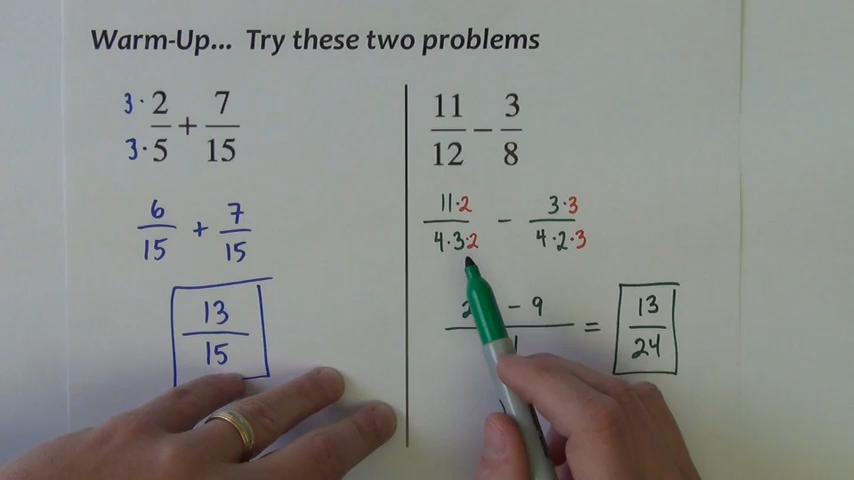 Warm-Up... Try these two problems
3· 2/3· 5 + 7/15
6/15 + 7/15
13/15
11/12 − 3/8
11·2/4·3·2 − 3·3/4·2·3
− 9 = 13/24